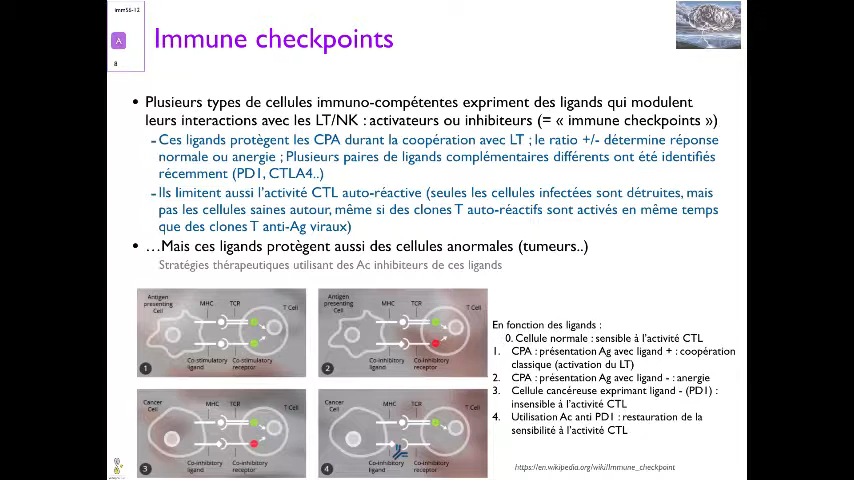 imm56-12
A
8
Immune checkpoints
• Plusieurs types de cellules immuno-compétentes expriment des ligands qui modulent
leurs interactions avec les LT/NK : activateurs ou inhibiteurs (= « immune checkpoints »)
- Ces ligands protègent les CPA durant la coopération avec LT ; le ratio +/- détermine réponse
normale ou anergie ; Plusieurs paires de ligands complémentaires différents ont été identifiés
récemment (PD1, CTLA4..)
- Ils limitent aussi l'activité CTL auto-réactive (seules les cellules infectées sont détruites, mais
pas les cellules saines autour, même si des clones T auto-réactifs sont activés en même temps
que des clones T anti-Ag viraux)
• …Mais ces ligands protègent aussi des cellules anormales (tumeurs..)
Stratégies thérapeutiques utilisant des Ac inhibiteurs de ces ligands
Antigen
presenting
Cell
MHC
TCR
T Cell
Co-stimulatory
ligand
Co-stimulatory
receptor
1
Antigen
presenting
Cell
MHC
TCR
T Cell
Co-inhibitory
ligand
Co-inhibitory
receptor
2
Cancer
Cell
MHC
TCR
T Cell
Co-inhibitory
ligand
Co-inhibitory
receptor
3
Cancer
Cell
MHC
TCR
T Cell
Co-inhibitory
ligand
Co-inhibitory
receptor
4
En fonction des ligands :
0. Cellule normale : sensible à l'activité CTL
1. CPA : présentation Ag avec ligand + : coopération
classique (activation du LT)
2. CPA : présentation Ag avec ligand - : anergie
3. Cellule cancéreuse exprimant ligand - (PD1) :
insensible à l'activité CTL
4. Utilisation Ac anti PD1 : restauration de la
sensibilité à l'activité CTL
https://en.wikipedia.org/wiki/Immune_checkpoint